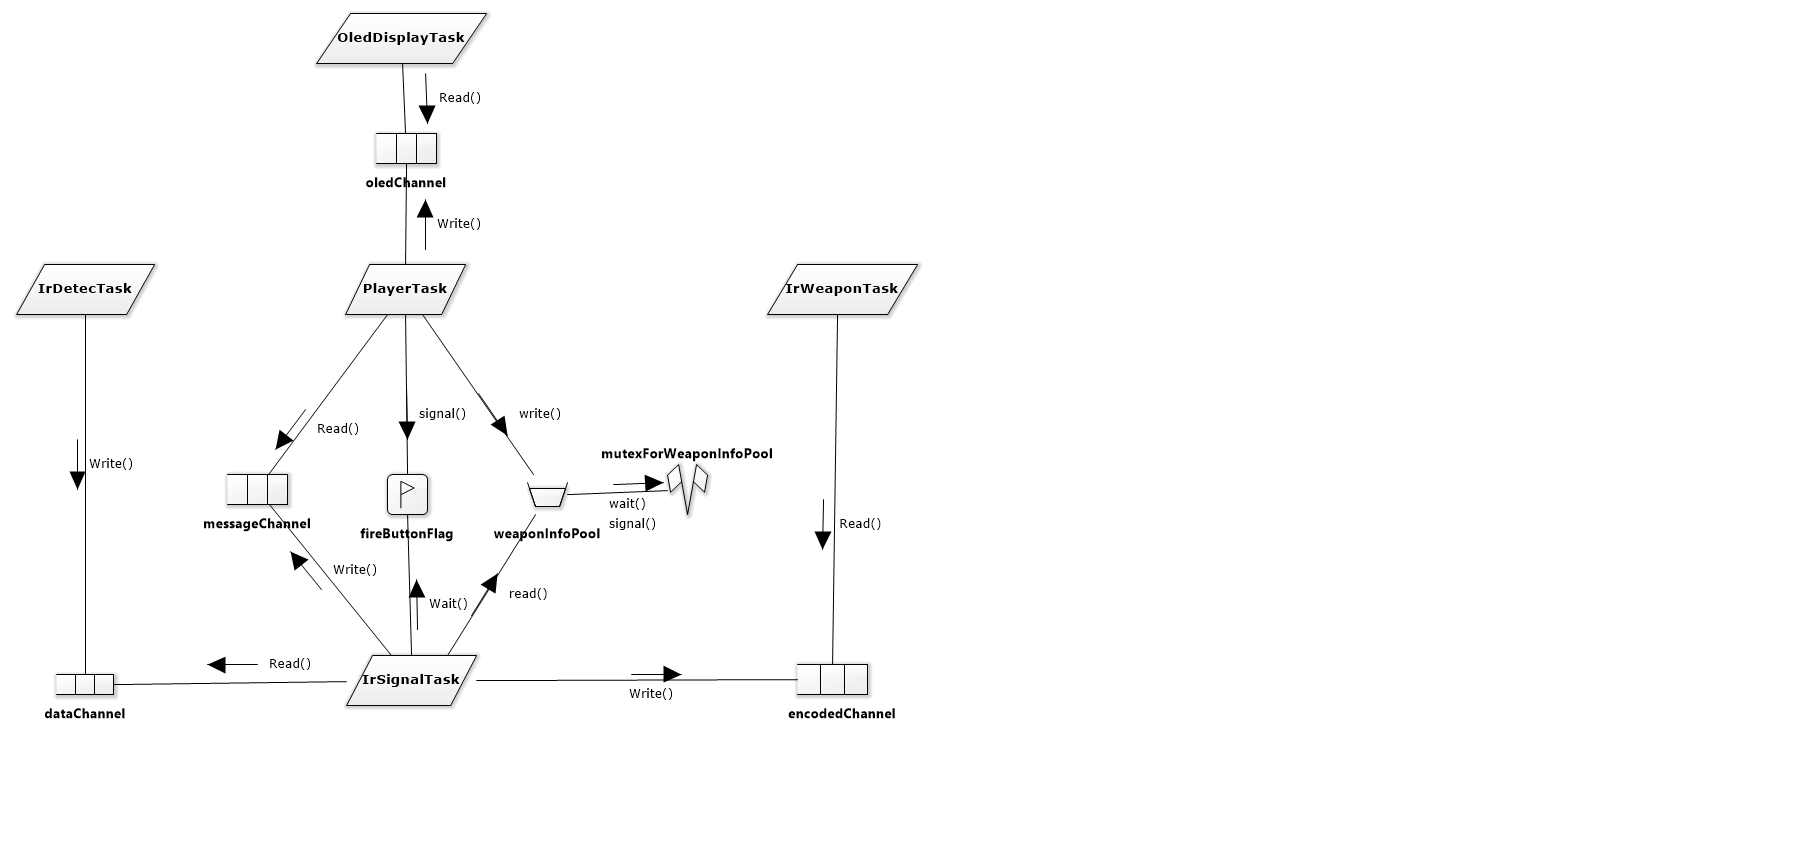 OledDisplayTask
Read()
oledChannel
Write()
IrDetecTask
PlayerTask
IrWeaponTask
signal()
write()
Read()
Write()
mutexForWeaponInfoPool
wait()
signal()
Read()
messageChannel
fireButtonFlag
weaponInfoPool
Write()
Wait()
read()
Read()
IrSignalTask
Write()
dataChannel
encodedChannel